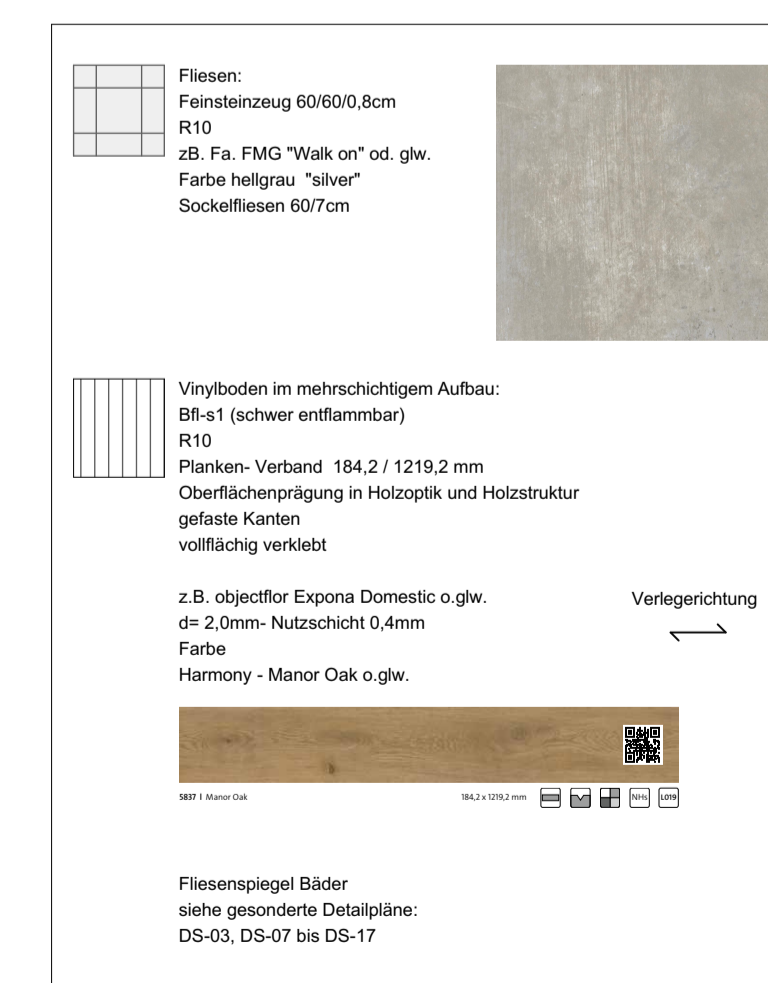 Fliesen:
Feinsteinzeug 60/60/0,8cm
R10
zB. Fa. FMG "Walk on" od. glw.
Farbe hellgrau  "silver"
Sockelfliesen 60/7cm
Vinylboden im mehrschichtigem Aufbau:
Bfl-s1 (schwer entflammbar)
R10
Planken- Verband  184,2 / 1219,2 mm
Oberflächenprägung in Holzoptik und Holzstruktur
gefaste Kanten
vollflächig verklebt
z.B. objectflor Expona Domestic o.glw.
d= 2,0mm- Nutzschicht 0,4mm
Farbe
Harmony - Manor Oak o.glw.
Verlegerichtung
5837 | Manor Oak
184,2 x 1219,2 mm
NHs
L019
Fliesenspiegel Bäder
siehe gesonderte Detailpläne:
DS-03, DS-07 bis DS-17